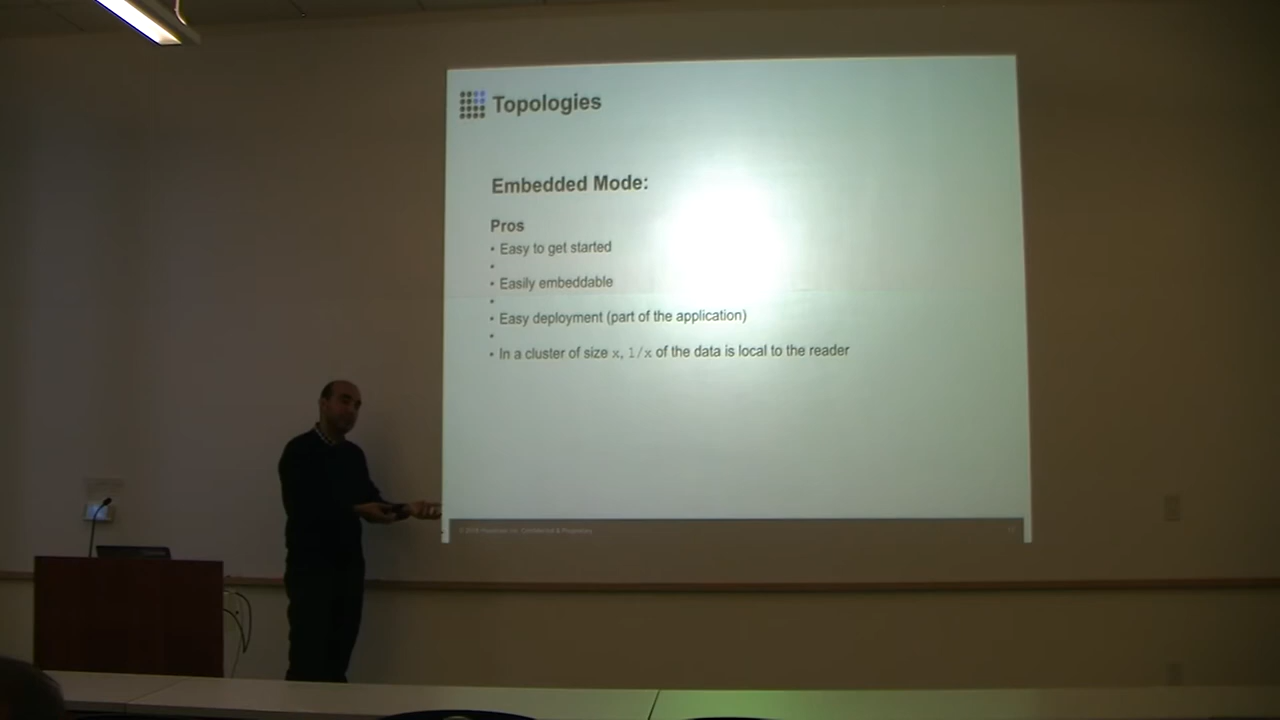 Topologies
Embedded Mode:
Pros
• Easy to get started
•
• Easily embeddable
•
• Easy deployment (part of the application)
•
• In a cluster of size x, 1/x of the data is local to the reader